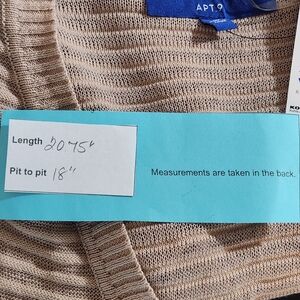 APT.9
Length 20.75"
Pit to pit 18"
Measurements are taken in the back.